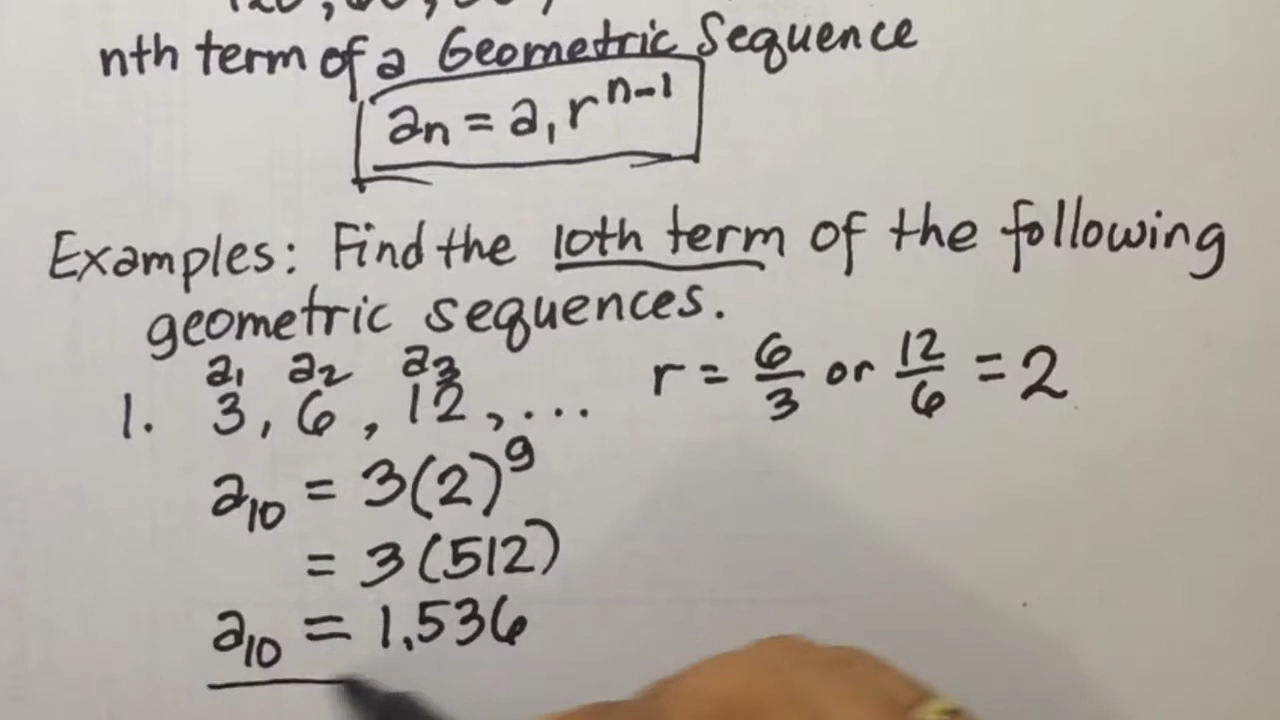 nth term of a Geometric Sequence
an = a₁rⁿ⁻¹
Examples: Find the 10th term of the following
geometric sequences.
a₁ a₂ a₃
1. 3, 6, 12, ... r = 6/3 or 12/6 = 2
a₁₀ = 3(2)⁹
= 3(512)
a₁₀ = 1,536